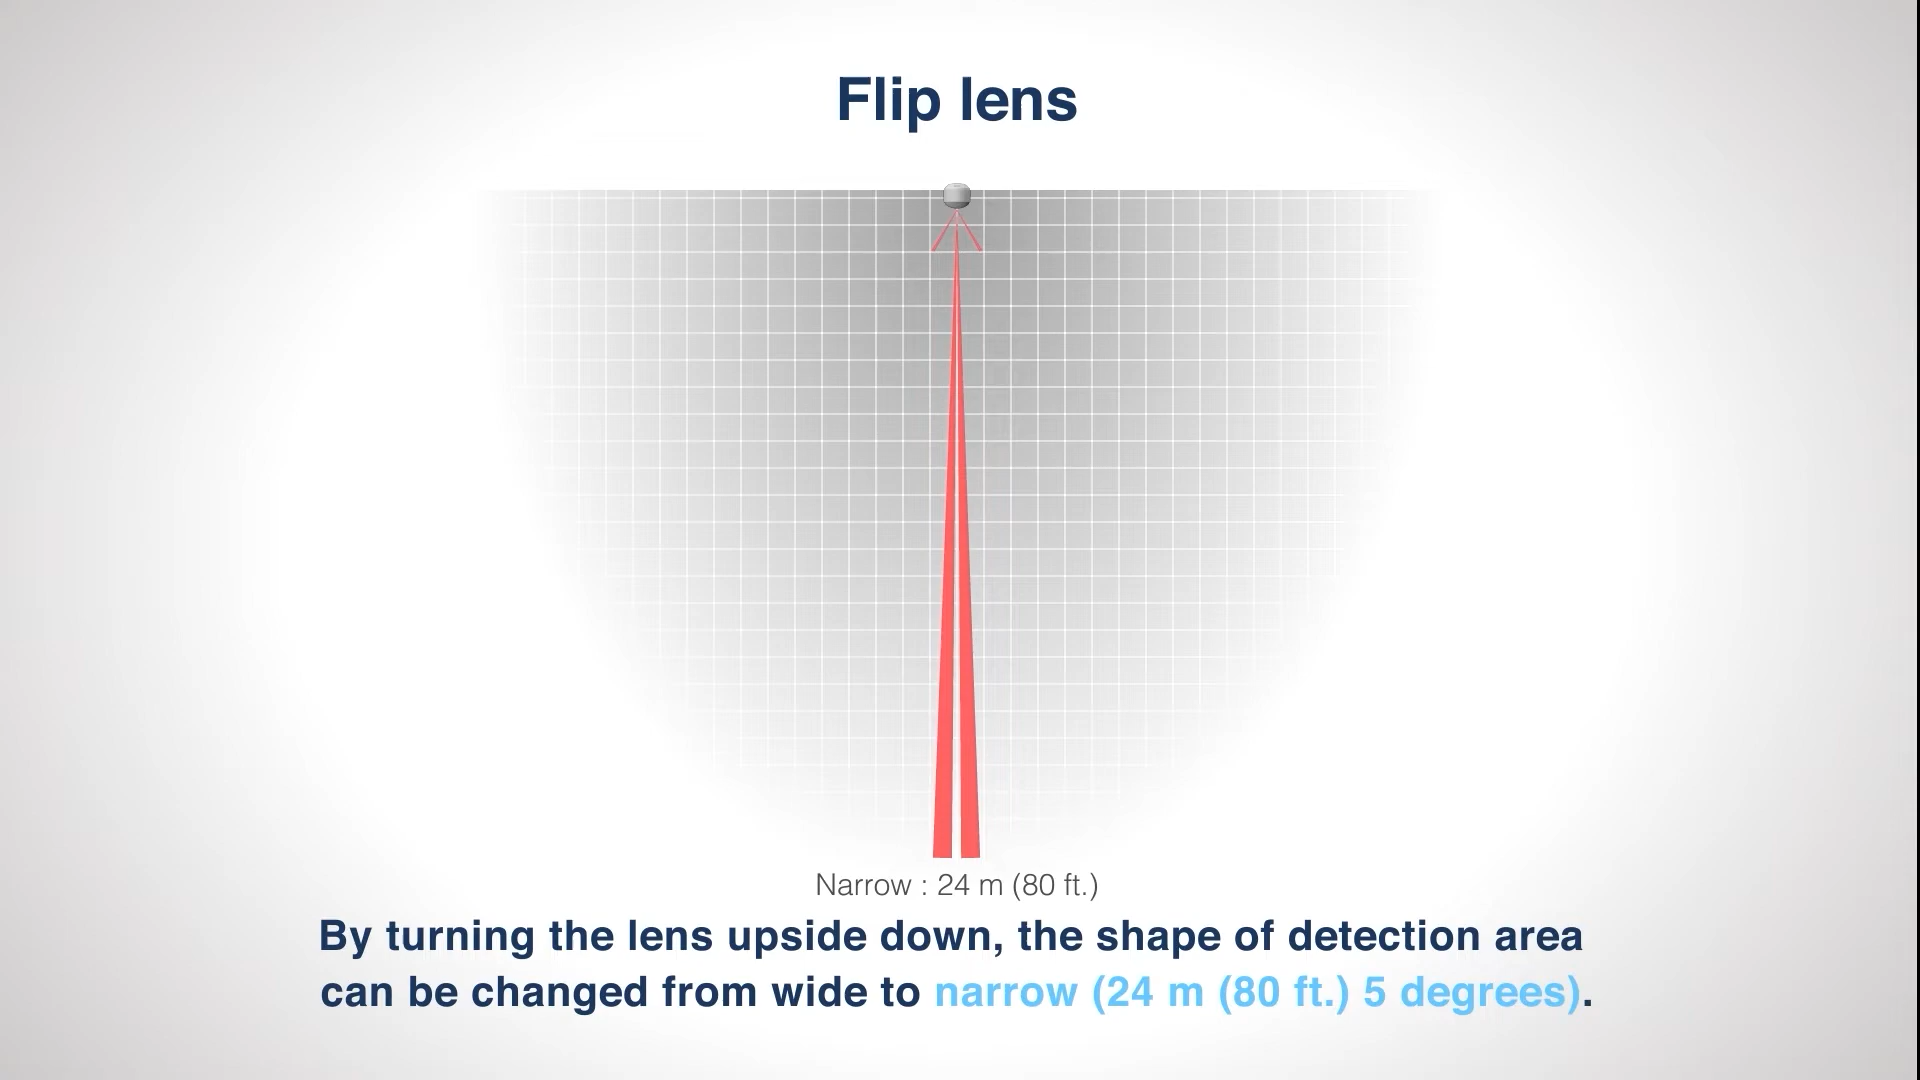 Flip lens
Narrow : 24 m (80 ft.)
By turning the lens upside down, the shape of detection area
can be changed from wide to narrow (24 m (80 ft.) 5 degrees).